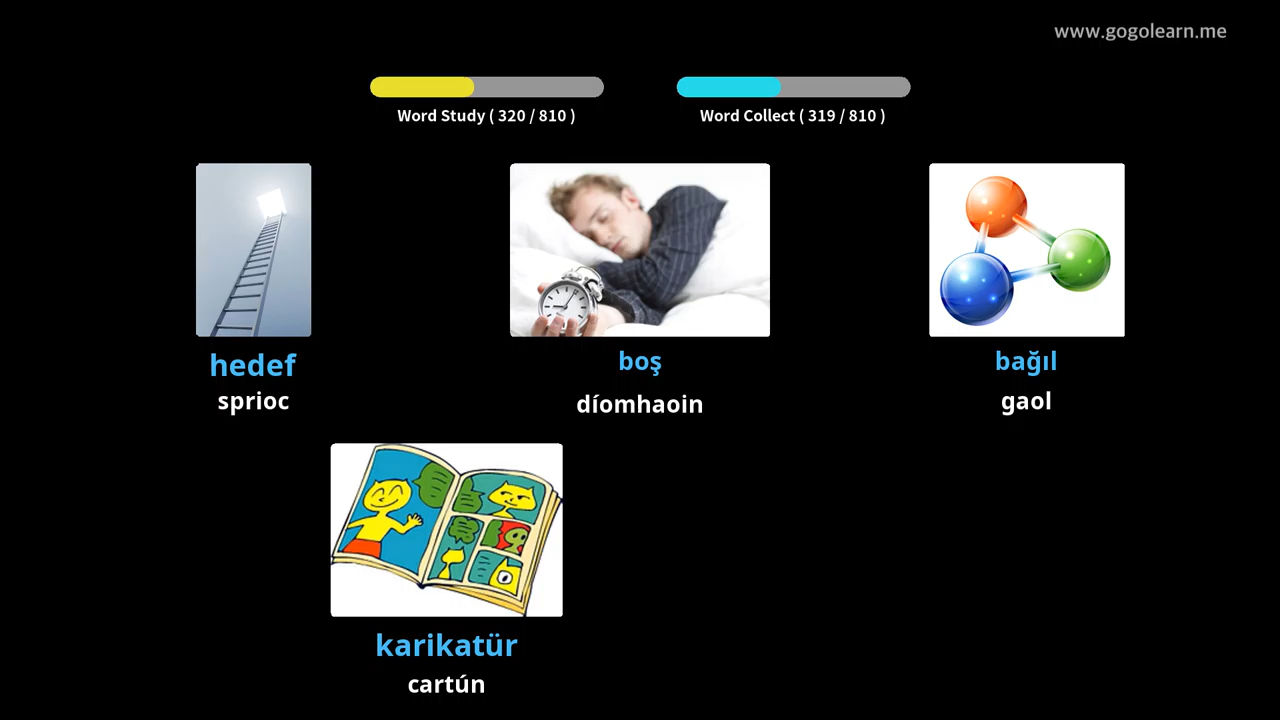 www.gogolearn.me
Word Study ( 320 / 810 )
Word Collect ( 319 / 810 )
hedef
sprioc
boş
díomhaoin
bağıl
gaol
karikatür
cartún